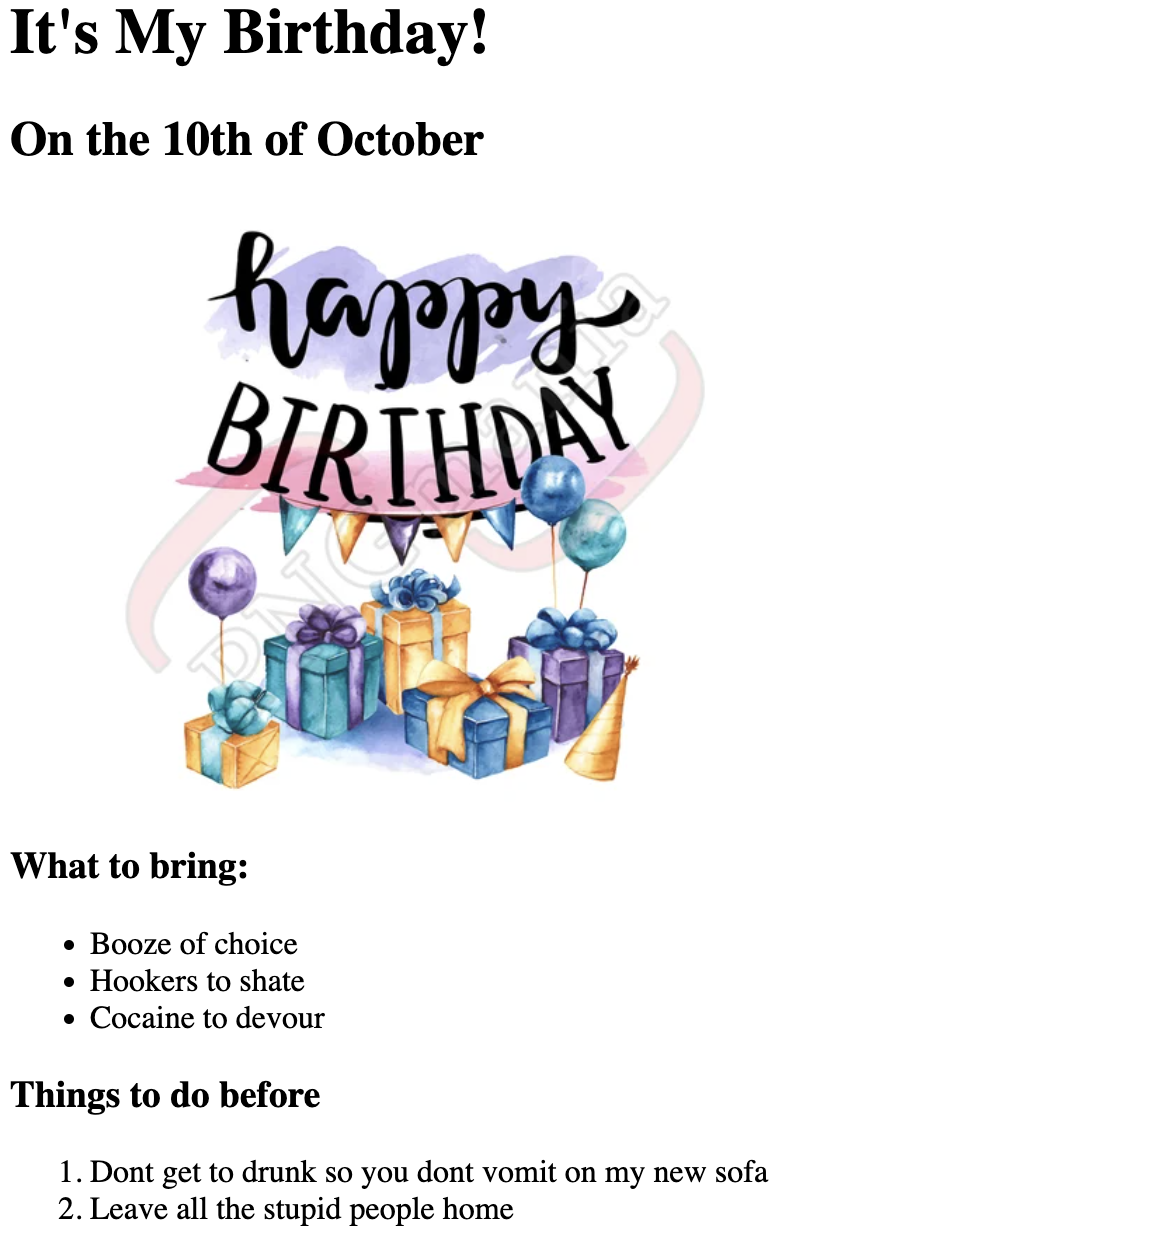 It's My Birthday!
On the 10th of October
happy
BIRTHDAY
PNGmania
What to bring:
• Booze of choice
• Hookers to shate
• Cocaine to devour
Things to do before
1. Dont get to drunk so you dont vomit on my new sofa
2. Leave all the stupid people home